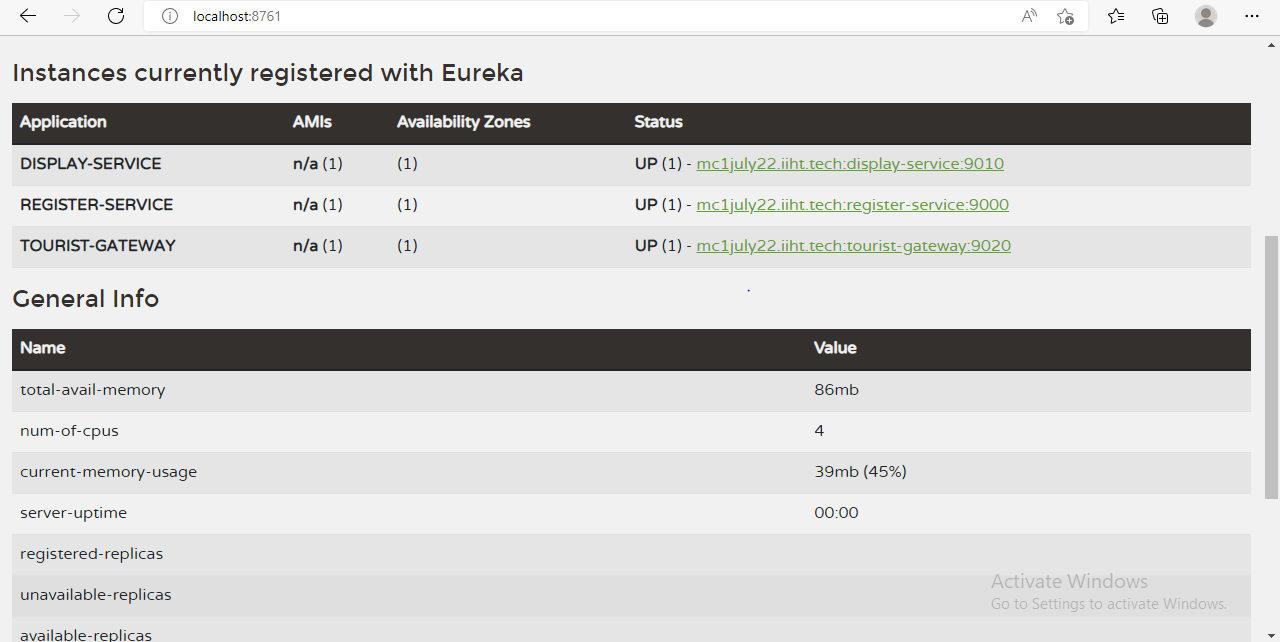 localhost:8761
Instances currently registered with Eureka
Application AMIs Availability Zones Status
DISPLAY-SERVICE n/a (1) (1) UP (1) - mc1july22.iiht.tech:display-service:9010
REGISTER-SERVICE n/a (1) (1) UP (1) - mc1july22.iiht.tech:register-service:9000
TOURIST-GATEWAY n/a (1) (1) UP (1) - mc1july22.iiht.tech:tourist-gateway:9020
General Info
Name Value
total-avail-memory 86mb
num-of-cpus 4
current-memory-usage 39mb (45%)
server-uptime 00:00
registered-replicas
unavailable-replicas
available-replicas
Activate Windows
Go to Settings to activate Windows.